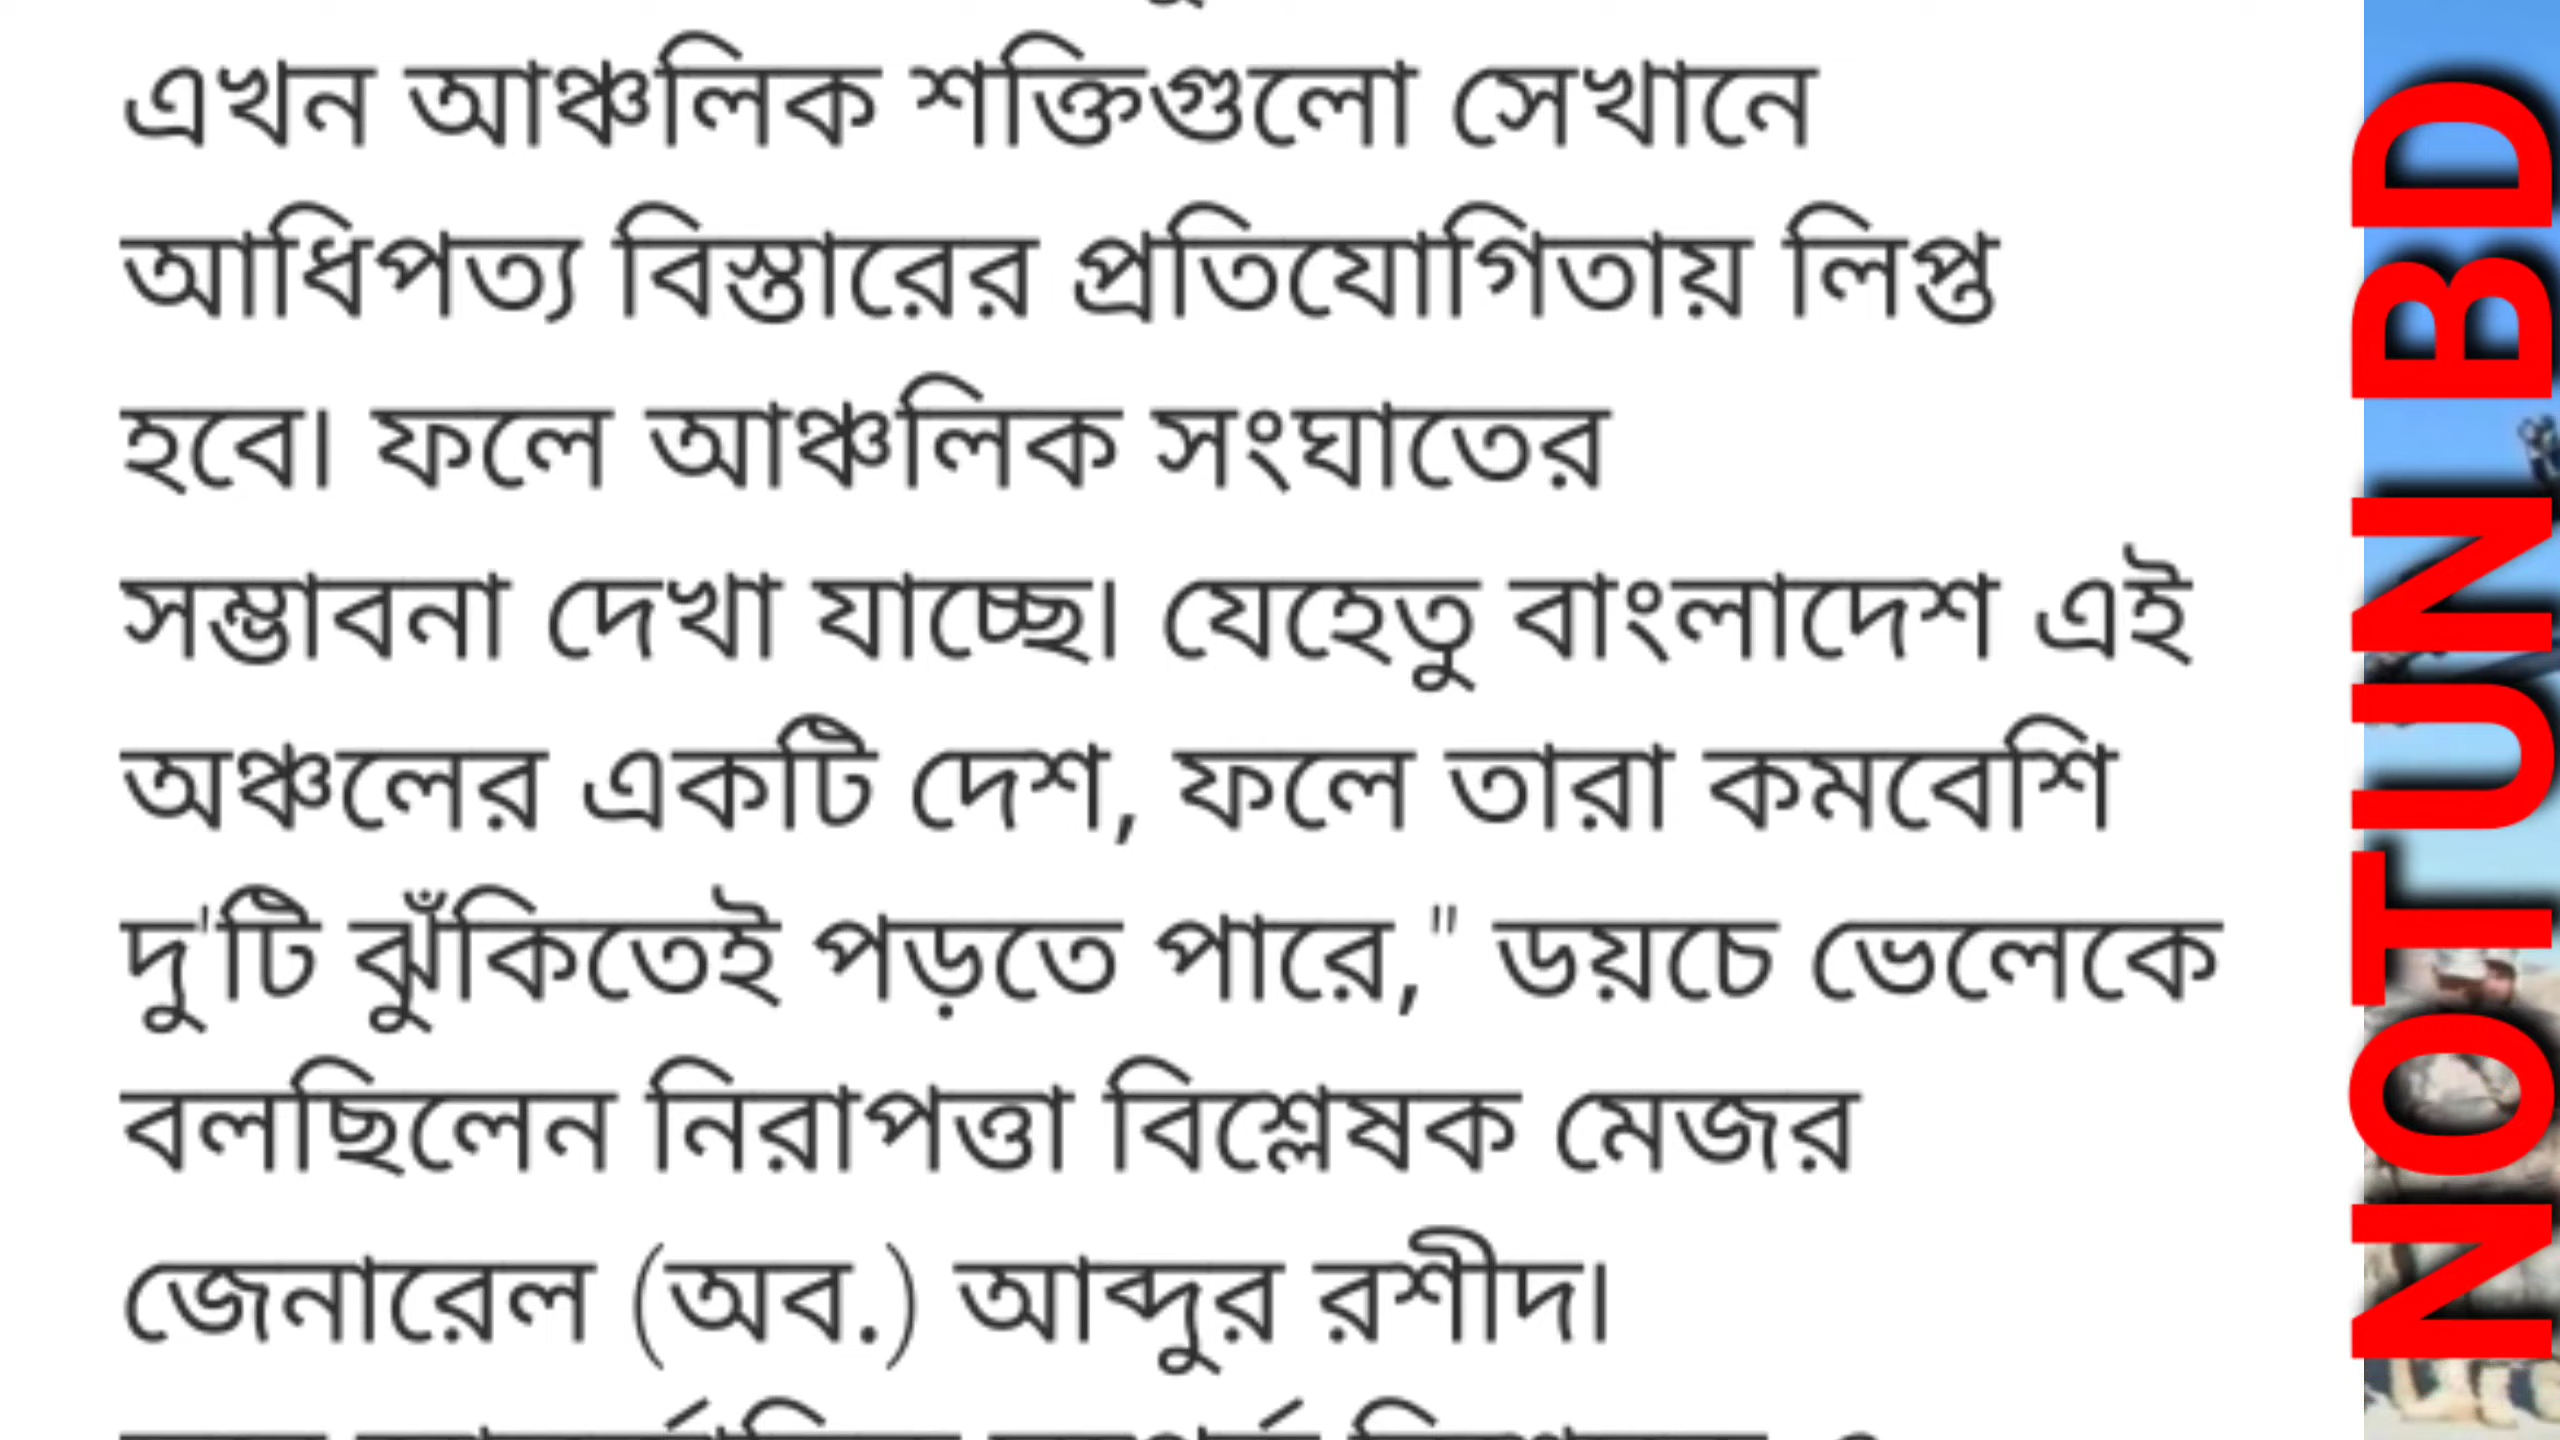 এখন আঞ্চলিক শক্তিগুলো সেখানে
আধিপত্য বিস্তারের প্রতিযোগিতায় লিপ্ত
হবে। ফলে আঞ্চলিক সংঘাতের
সম্ভাবনা দেখা যাচ্ছে। যেহেতু বাংলাদেশ এই
অঞ্চলের একটি দেশ, ফলে তারা কমবেশি
দু'টি ঝুঁকিতেই পড়তে পারে," ডয়চে ভেলেকে
বলছিলেন নিরাপত্তা বিশ্লেষক মেজর
জেনারেল (অব.) আব্দুর রশীদ।
NOTUN BD